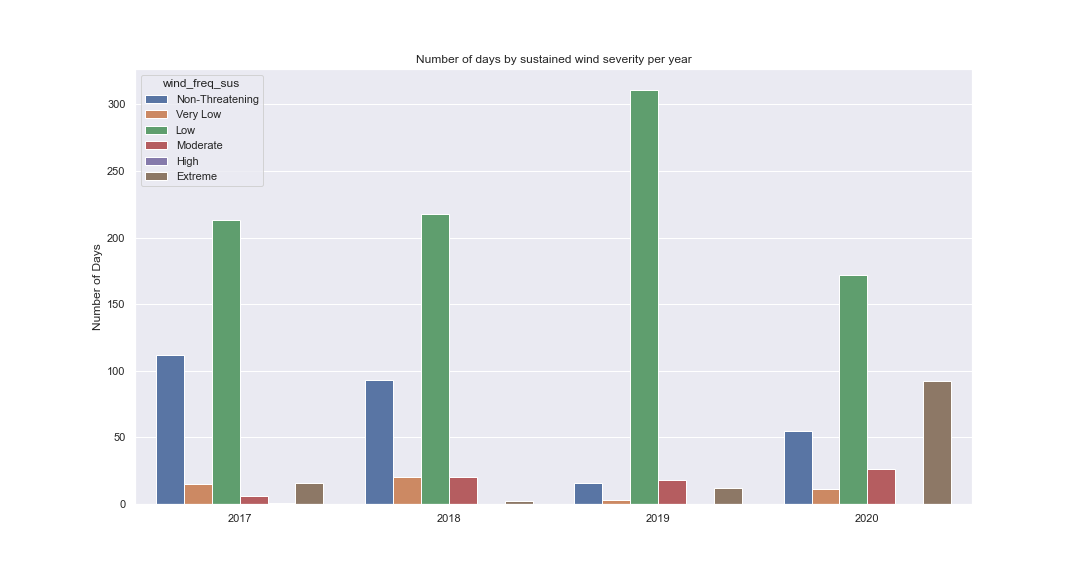 Number of days by sustained wind severity per year
wind_freq_sus
Non-Threatening
Very Low
Low
Moderate
High
Extreme
Number of Days
300
250
200
150
100
50
0
2017 2018 2019 2020